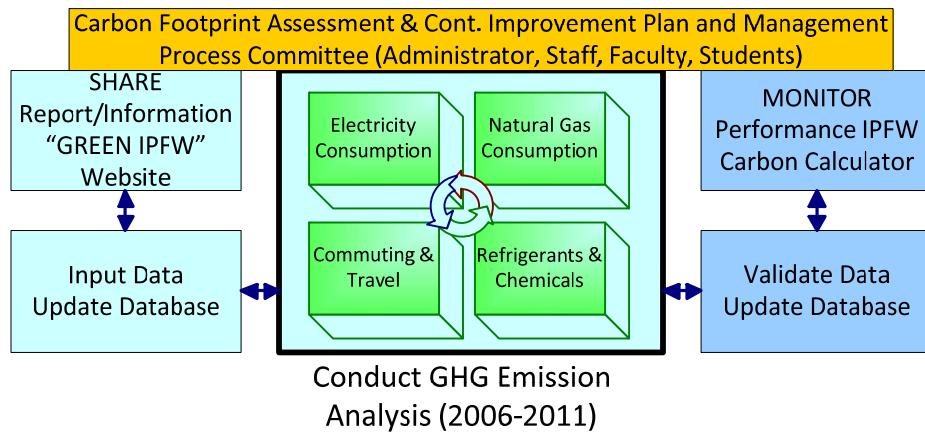 Carbon Footprint Assessment & Cont. Improvement Plan and Management
Process Committee (Administrator, Staff, Faculty, Students)
SHARE
Report/Information
“GREEN IPFW”
Website
Input Data
Update Database
Electricity
Consumption
Natural Gas
Consumption
Commuting &
Travel
Refrigerants &
Chemicals
Conduct GHG Emission
Analysis (2006-2011)
MONITOR
Performance IPFW
Carbon Calculator
Validate Data
Update Database